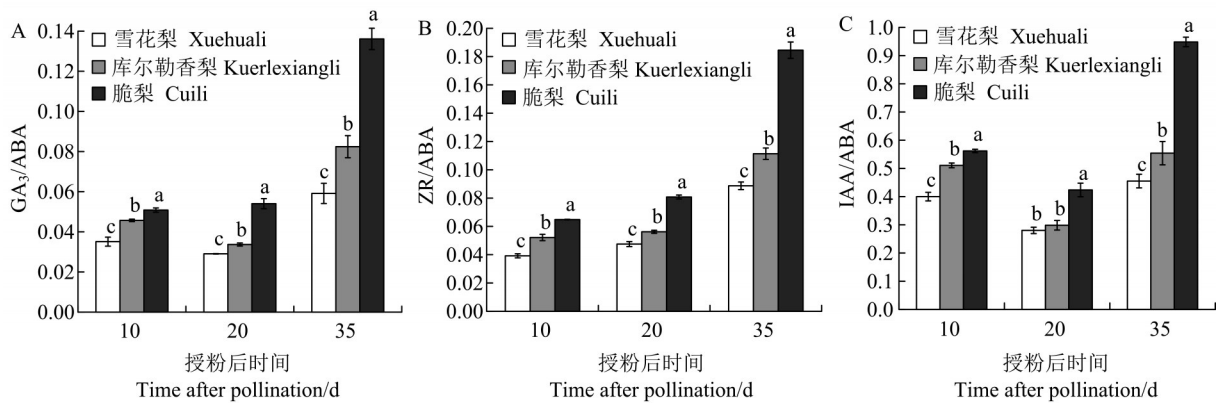 A
0.14
0.12
0.10
0.08
0.06
0.04
0.02
0.00
GA₃/ABA
雪花梨 Xuehuali
库尔勒香梨 Kuerlexiangli
脆梨 Cuili
c b a
c b a
c b a
10 20 35
授粉后时间
Time after pollination/d
B
0.20
0.18
0.16
0.14
0.12
0.10
0.08
0.06
0.04
0.02
0.00
ZR/ABA
雪花梨 Xuehuali
库尔勒香梨 Kuerlexiangli
脆梨 Cuili
c b a
c b a
c b a
10 20 35
授粉后时间
Time after pollination/d
C
1.0
0.9
0.8
0.7
0.6
0.5
0.4
0.3
0.2
0.1
0.0
IAA/ABA
雪花梨 Xuehuali
库尔勒香梨 Kuerlexiangli
脆梨 Cuili
c b a
b b a
c b a
10 20 35
授粉后时间
Time after pollination/d